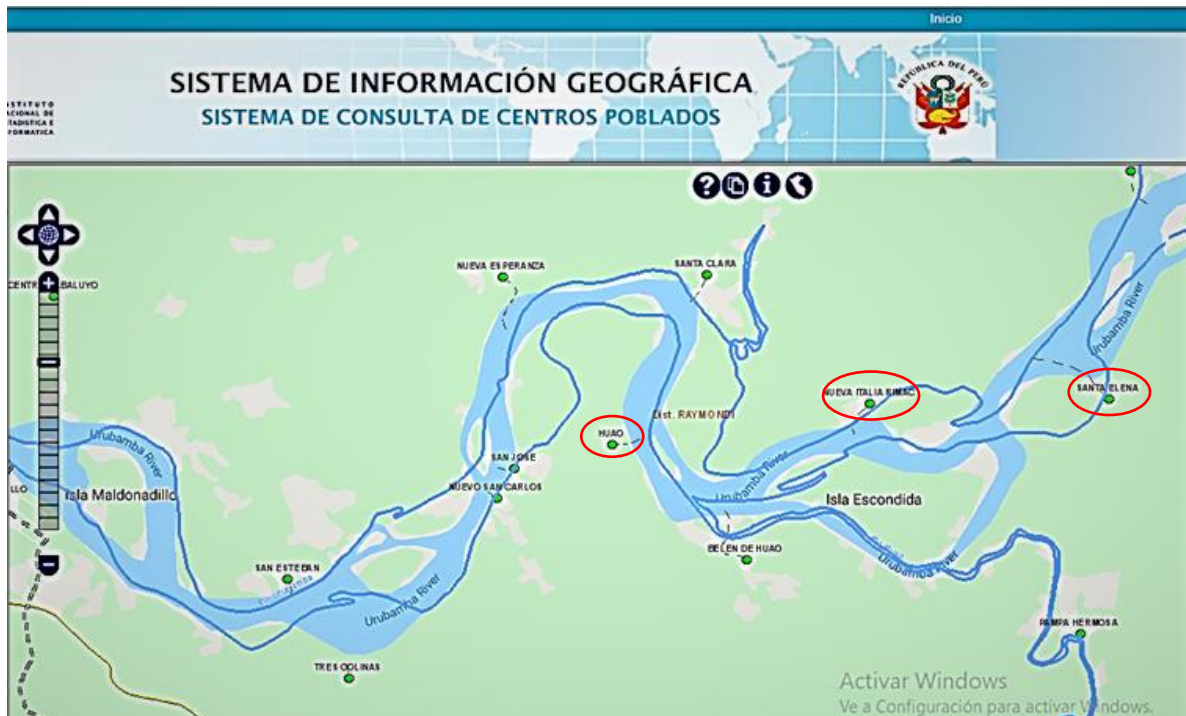 Inicio
SISTEMA DE INFORMACIÓN GEOGRÁFICA
SISTEMA DE CONSULTA DE CENTROS POBLADOS
REPUBLICA DEL PERU
NUEVA ESPERANZA
SANTA CLARA
Urubamba River
SANTA ELENA
NUEVA ITALIA RIMAC
Dist. RAYMONDI
HUAO
Urubamba River
SAN JOSE
Urubamba River
NUEVO SAN CARLOS
Isla Maldonadillo
Isla Escondida
BELEN DE HUAO
Urubamba River
SAN ESTEBAN
Urubamba River
PAMPA HERMOSA
TRES COLINAS
Activar Windows
Ve a Configuración para activar Windows.